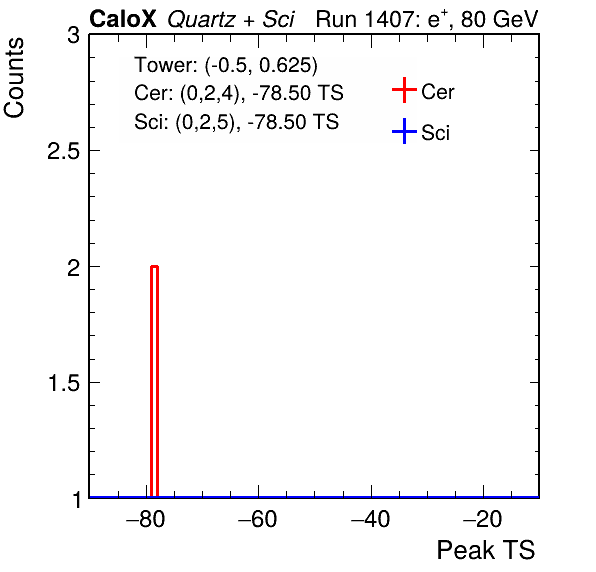 CaloX Quartz + Sci Run 1407: e⁺, 80 GeV
Counts
3
2.5
2
1.5
1
Tower: (-0.5, 0.625)
Cer: (0,2,4), -78.50 TS
Sci: (0,2,5), -78.50 TS
Cer
Sci
−80 −60 −40 −20
Peak TS